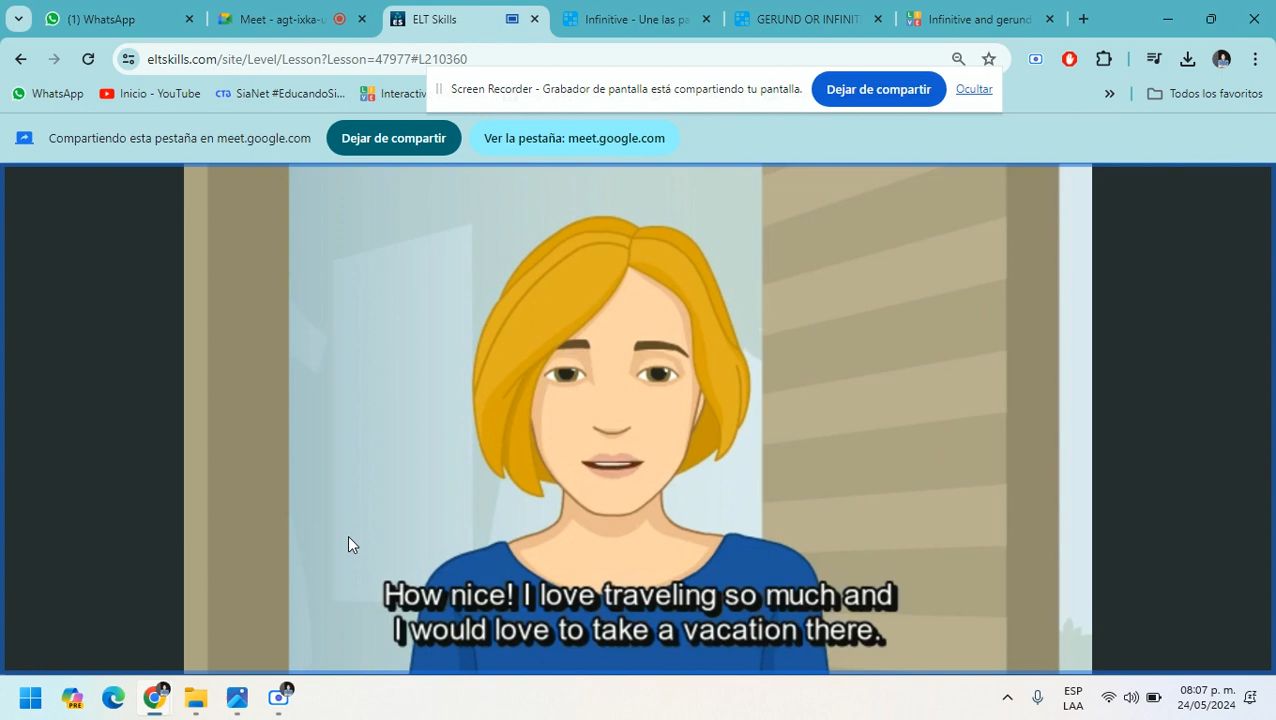 WhatsApp
Meet - agt-ixka-u
ELT Skills
Infinitive - Une las pa
GERUND OR INFINIT
Infinitive and gerund
eltskills.com/site/Level/Lesson?Lesson=47977#L210360
Screen Recorder - Grabador de pantalla está compartiendo tu pantalla.
Dejar de compartir
Ocultar
WhatsApp
Inicio - YouTube
CTA SiaNet #EducandoSi...
Interactiv
Todos los favoritos
Compartiendo esta pestaña en meet.google.com
Dejar de compartir
Ver la pestaña: meet.google.com
How nice! I love traveling so much and
I would love to take a vacation there.
PRE
ESP
LAA
08:07 p. m.
24/05/2024